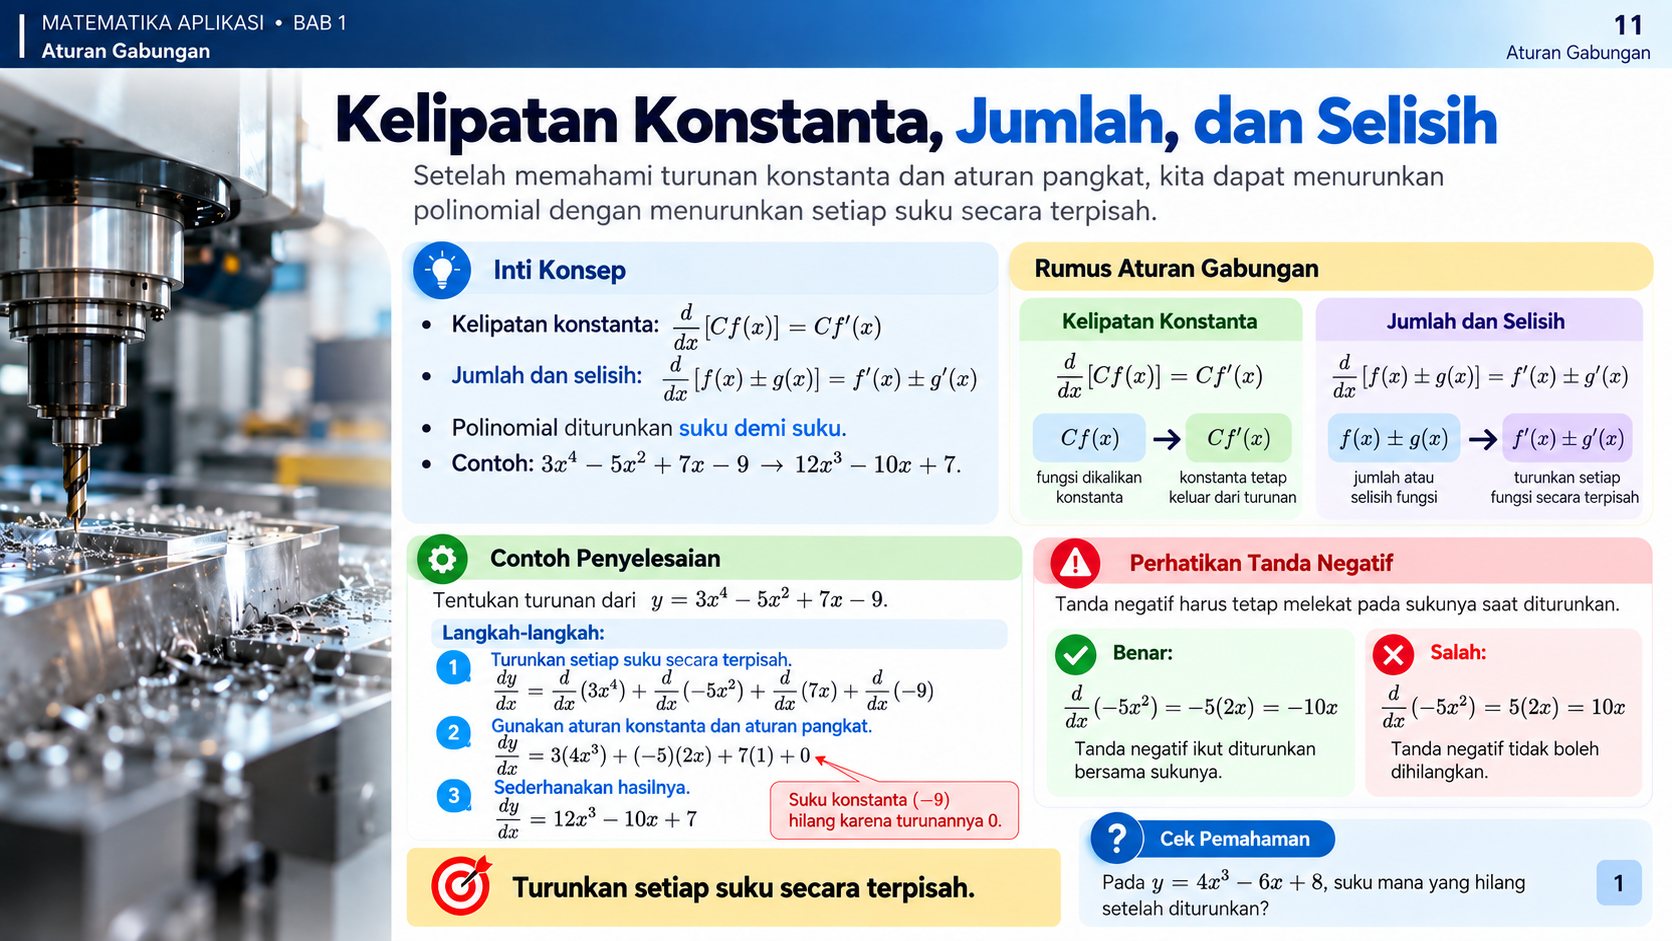 MATEMATIKA APLIKASI • BAB 1
Aturan Gabungan
11
Aturan Gabungan
Kelipatan Konstanta, Jumlah, dan Selisih
Setelah memahami turunan konstanta dan aturan pangkat, kita dapat menurunkan
polinomial dengan menurunkan setiap suku secara terpisah.
Inti Konsep
• Kelipatan konstanta: d/dx [Cf(x)] = Cf′(x)
• Jumlah dan selisih: d/dx [f(x) ± g(x)] = f′(x) ± g′(x)
• Polinomial diturunkan suku demi suku.
• Contoh: 3x⁴ − 5x² + 7x − 9 → 12x³ − 10x + 7.
Rumus Aturan Gabungan
Kelipatan Konstanta
d/dx [Cf(x)] = Cf′(x)
Cf(x) → Cf′(x)
fungsi dikalikan
konstanta
konstanta tetap
keluar dari turunan
Jumlah dan Selisih
d/dx [f(x) ± g(x)] = f′(x) ± g′(x)
f(x) ± g(x) → f′(x) ± g′(x)
jumlah atau
selisih fungsi
turunkan setiap
fungsi secara terpisah
Contoh Penyelesaian
Tentukan turunan dari y = 3x⁴ − 5x² + 7x − 9.
Langkah-langkah:
1 Turunkan setiap suku secara terpisah.
dy/dx = d/dx (3x⁴) + d/dx (−5x²) + d/dx (7x) + d/dx (−9)
2 Gunakan aturan konstanta dan aturan pangkat.
dy/dx = 3(4x³) + (−5)(2x) + 7(1) + 0
3 Sederhanakan hasilnya.
dy/dx = 12x³ − 10x + 7
Suku konstanta (−9)
hilang karena turunannya 0.
Turunkan setiap suku secara terpisah.
Perhatikan Tanda Negatif
Tanda negatif harus tetap melekat pada sukunya saat diturunkan.
Benar:
d/dx (−5x²) = −5(2x) = −10x
Tanda negatif ikut diturunkan
bersama sukunya.
Salah:
d/dx (−5x²) = 5(2x) = 10x
Tanda negatif tidak boleh
dihilangkan.
? Cek Pemahaman
Pada y = 4x³ − 6x + 8, suku mana yang hilang
setelah diturunkan?
1